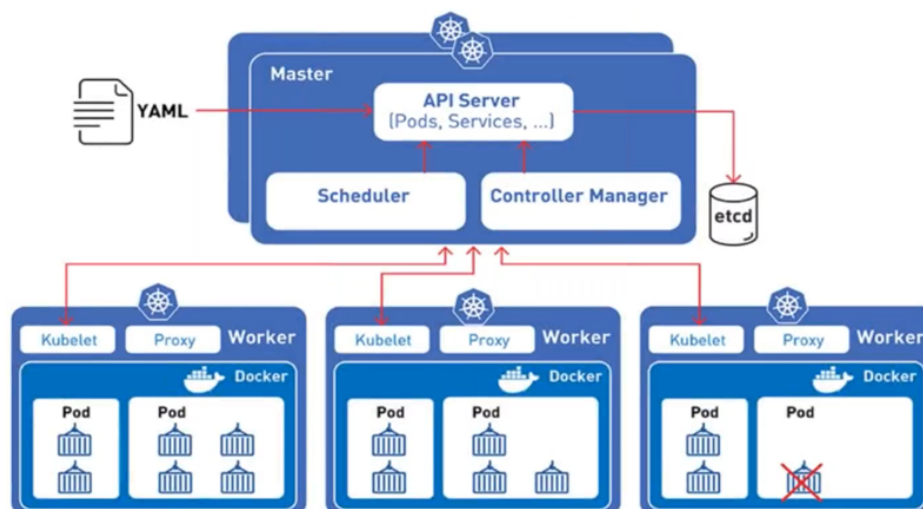 Master
API Server
(Pods, Services, ...)
YAML
Scheduler
Controller Manager
etcd
Kubelet
Proxy
Worker
Docker
Pod
Pod
Kubelet
Proxy
Worker
Docker
Pod
Pod
Kubelet
Proxy
Worker
Docker
Pod
Pod